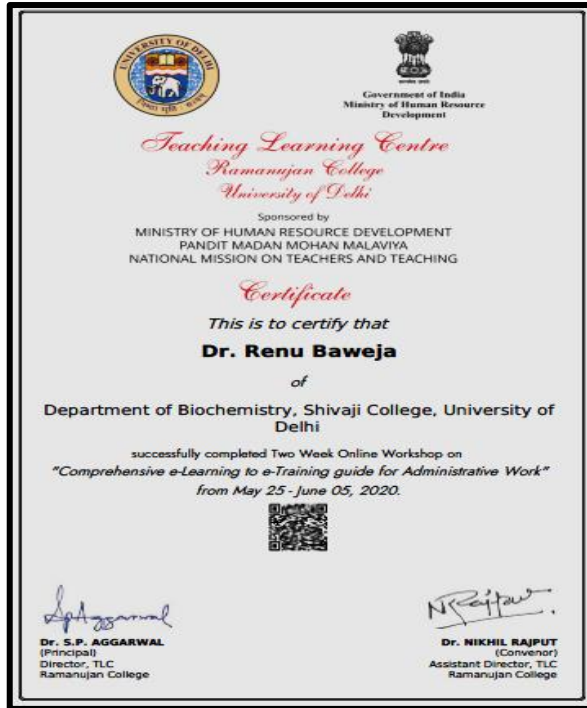 UNIVERSITY OF DELHI
Government of India
Ministry of Human Resource
Development
Teaching Learning Centre
Ramanujan College
University of Delhi
Sponsored by
MINISTRY OF HUMAN RESOURCE DEVELOPMENT
PANDIT MADAN MOHAN MALAVIYA
NATIONAL MISSION ON TEACHERS AND TEACHING
Certificate
This is to certify that
Dr. Renu Baweja
of
Department of Biochemistry, Shivaji College, University of
Delhi
successfully completed Two Week Online Workshop on
"Comprehensive e-Learning to e-Training guide for Administrative Work"
from May 25 - June 05, 2020.
SpAggarwal
NRajput
Dr. S.P. AGGARWAL
(Principal)
Director, TLC
Ramanujan College
Dr. NIKHIL RAJPUT
(Convenor)
Assistant Director, TLC
Ramanujan College